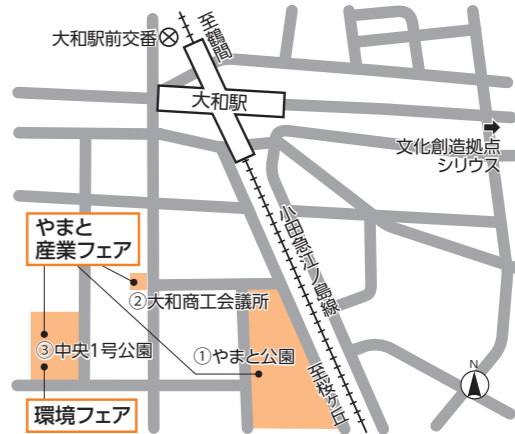 大和駅前交番
至鶴間
大和駅
文化創造拠点
シリウス
小田急江ノ島線
やまと
産業フェア
②大和商工会議所
③中央1号公園
①やまと公園
至桜ヶ丘
環境フェア
N